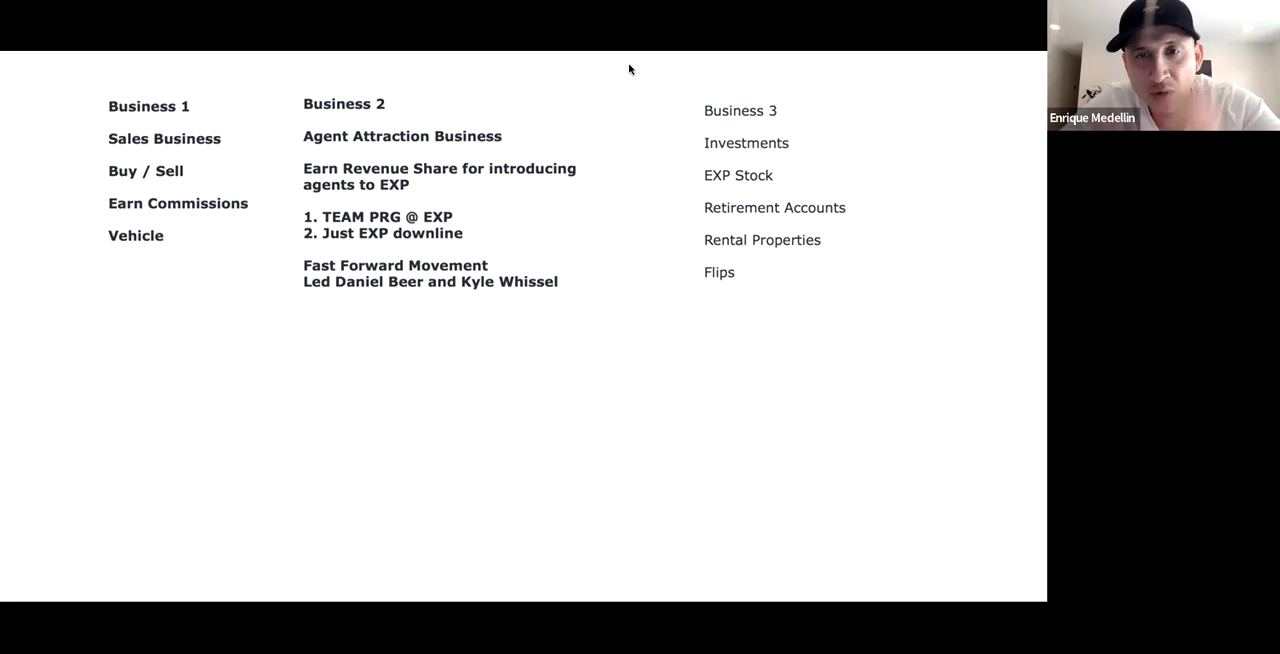 Business 1
Sales Business
Buy / Sell
Earn Commissions
Vehicle
Business 2
Agent Attraction Business
Earn Revenue Share for introducing
agents to EXP
1. TEAM PRG @ EXP
2. Just EXP downline
Fast Forward Movement
Led Daniel Beer and Kyle Whissel
Business 3
Investments
EXP Stock
Retirement Accounts
Rental Properties
Flips
Enrique Medellin